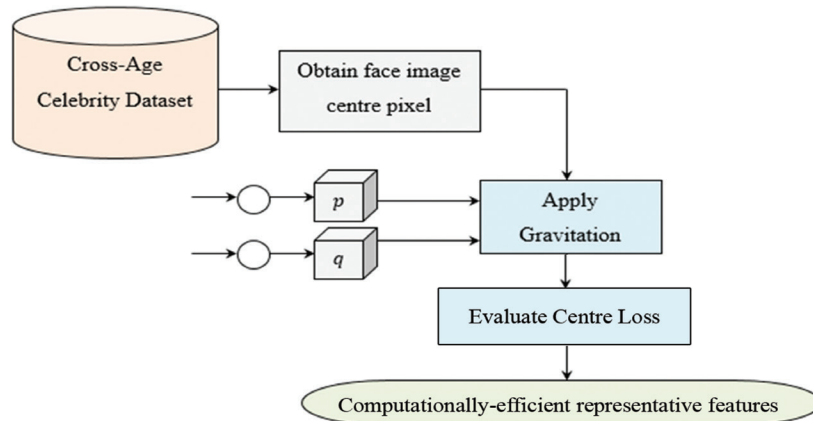 Cross-Age
Celebrity Dataset
Obtain face image
centre pixel
p
q
Apply
Gravitation
Evaluate Centre Loss
Computationally-efficient representative features